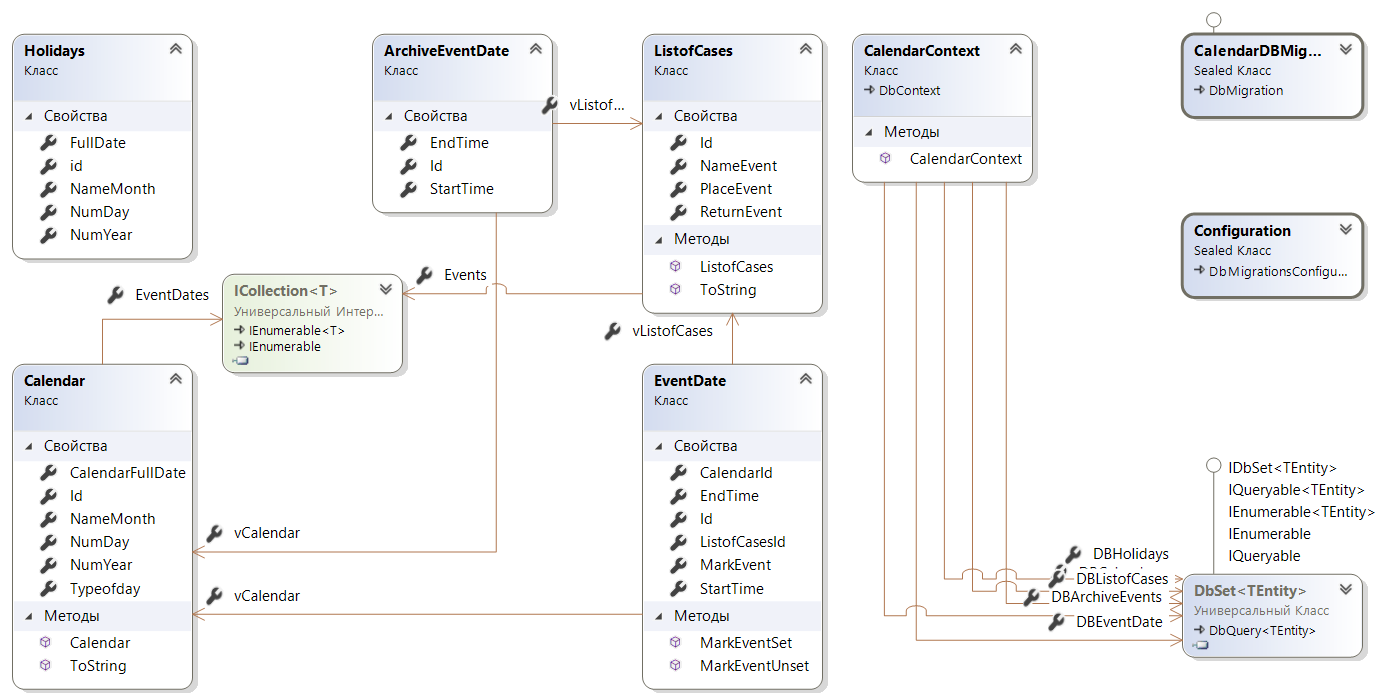 Holidays
Класс
Свойства
FullDate
id
NameMonth
NumDay
NumYear
ArchiveEventDate
Класс
Свойства
EndTime
Id
StartTime
vListof...
ListofCases
Класс
Свойства
Id
NameEvent
PlaceEvent
ReturnEvent
Методы
ListofCases
ToString
CalendarContext
Класс
DbContext
Методы
CalendarContext
CalendarDBMig...
Sealed Класс
DbMigration
Configuration
Sealed Класс
DbMigrationsConfigu...
EventDates
ICollection<T>
Универсальный Интер...
IEnumerable<T>
IEnumerable
Events
vListofCases
Calendar
Класс
Свойства
CalendarFullDate
Id
NameMonth
NumDay
NumYear
Typeofday
Методы
Calendar
ToString
vCalendar
vCalendar
EventDate
Класс
Свойства
CalendarId
EndTime
Id
ListofCasesId
MarkEvent
StartTime
Методы
MarkEventSet
MarkEventUnset
IDbSet<TEntity>
IQueryable<TEntity>
IEnumerable<TEntity>
IEnumerable
IQueryable
DBHolidays
DBListofCases
DBArchiveEvents
DBEventDate
DbSet<TEntity>
Универсальный Класс
DbQuery<TEntity>